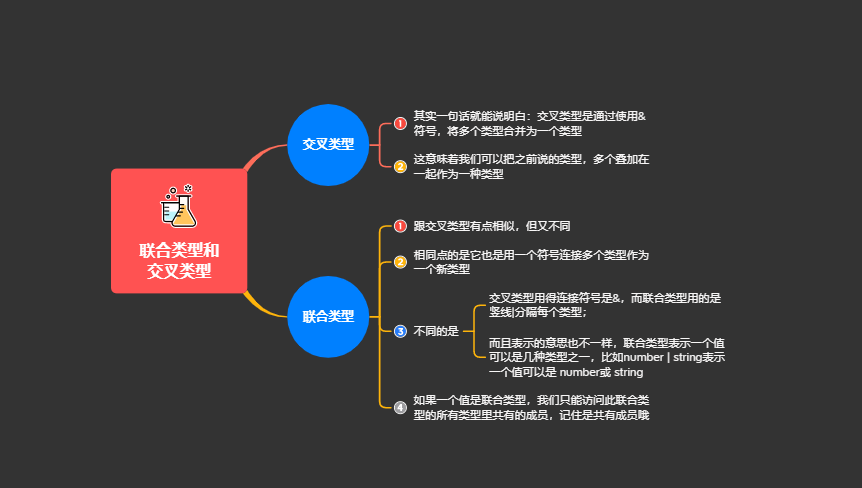 联合类型和
交叉类型
交叉类型
1 其实一句话就能说明白：交叉类型是通过使用&
符号，将多个类型合并为一个类型
2 这意味着我们可以把之前说的类型，多个叠加在
一起作为一种类型
联合类型
1 跟交叉类型有点相似，但又不同
2 相同点的是它也是用一个符号连接多个类型作为
一个新类型
3 不同的是
交叉类型用得连接符号是&，而联合类型用的是
竖线|分隔每个类型；
而且表示的意思也不一样，联合类型表示一个值
可以是几种类型之一，比如number | string表示
一个值可以是 number或 string
4 如果一个值是联合类型，我们只能访问此联合类
型的所有类型里共有的成员，记住是共有成员哦